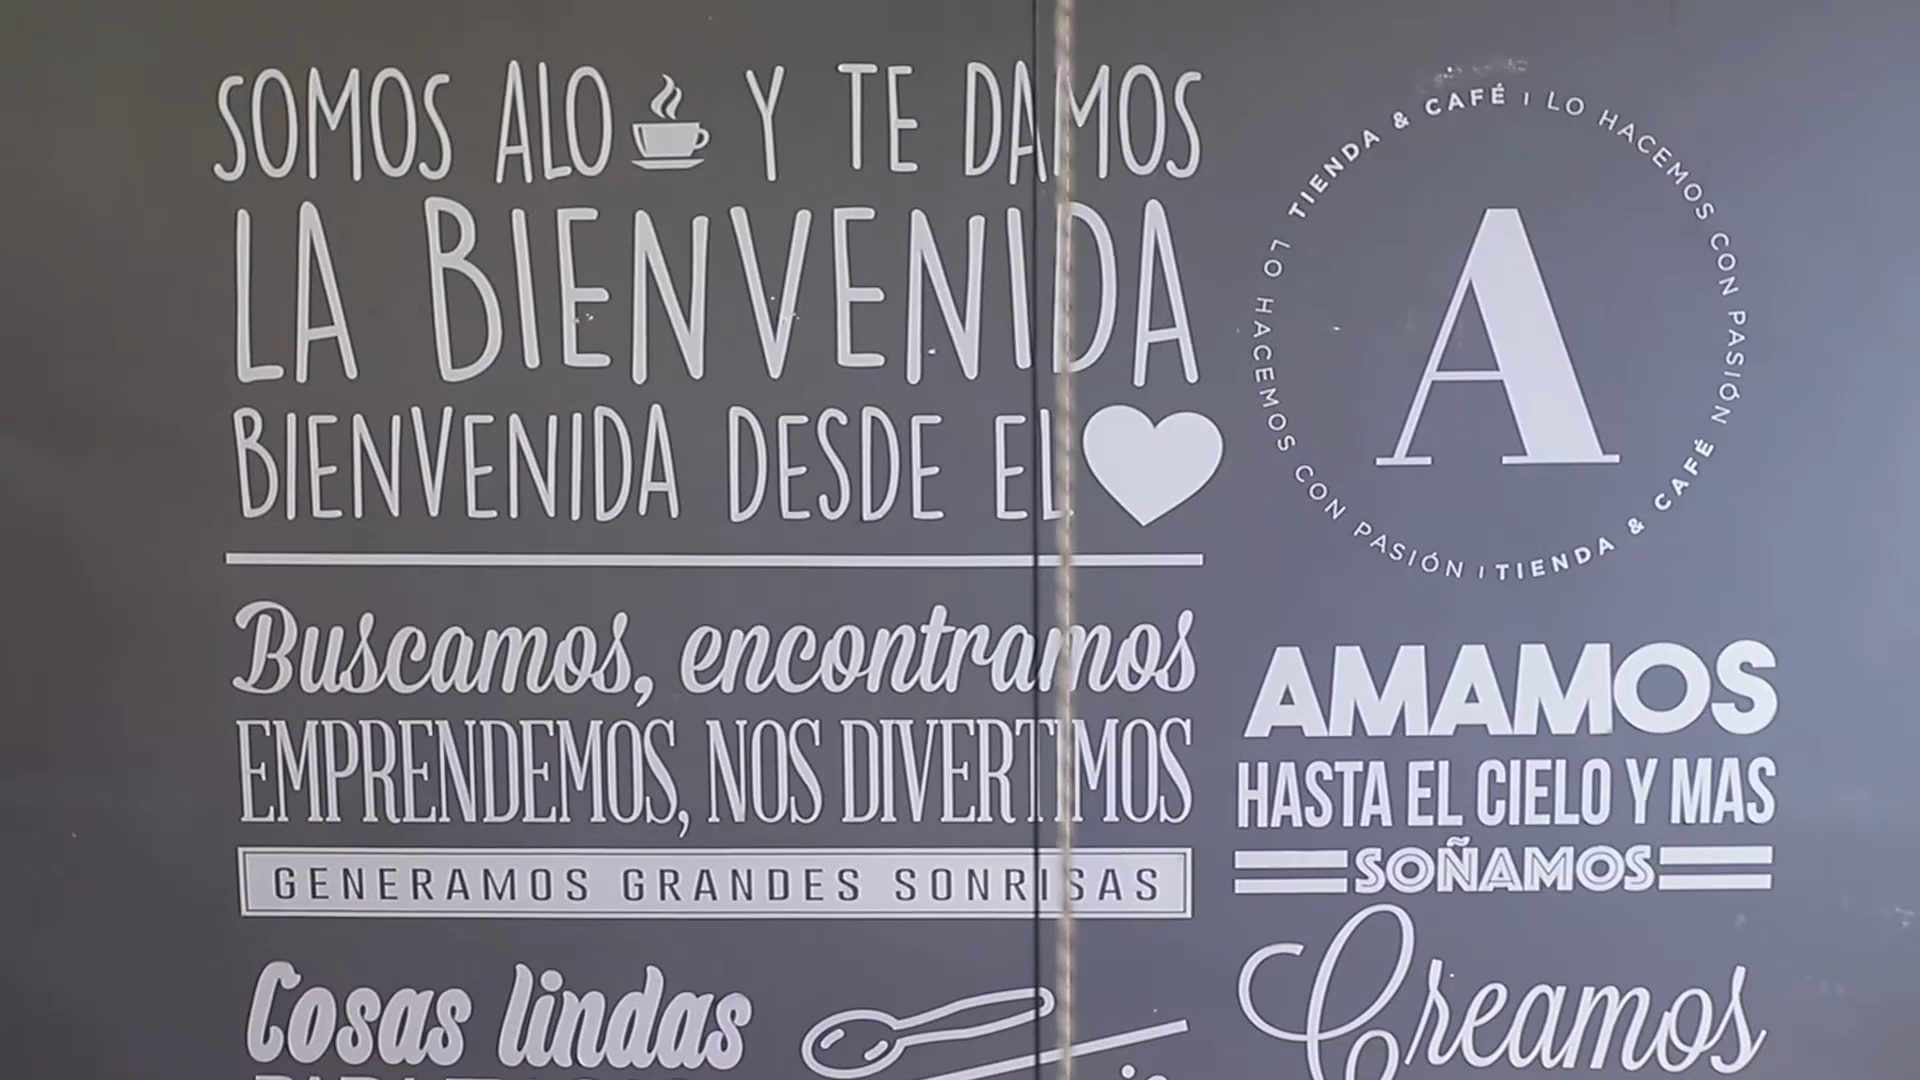 SOMOS ALO Y TE DAMOS
LA BIENVENIDA
BIENVENIDA DESDE EL
Buscamos, encontramos
EMPRENDEMOS, NOS DIVERTIMOS
GENERAMOS GRANDES SONRISAS
Cosas lindas
TIENDA & CAFÉ | LO HACEMOS CON PASIÓN
TIENDA & CAFÉ | LO HACEMOS CON PASIÓN
A
AMAMOS
HASTA EL CIELO Y MAS
SOÑAMOS
Creamos